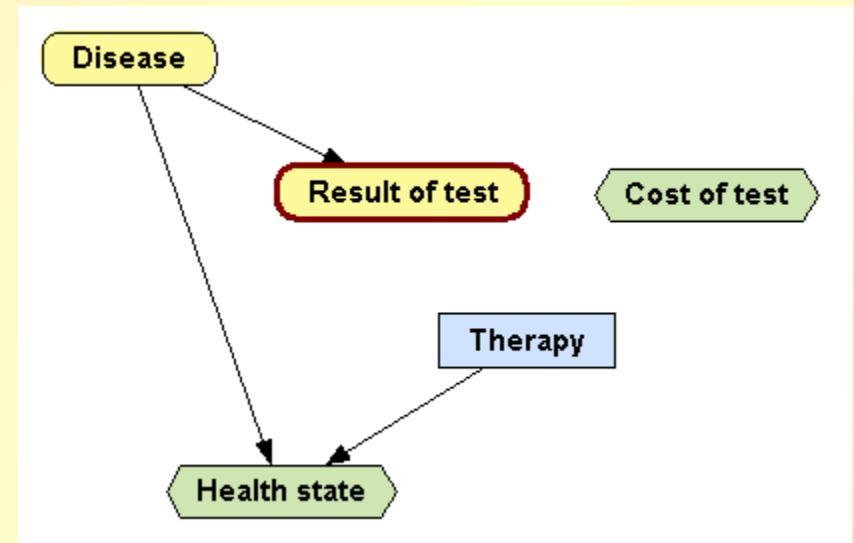 Disease
Result of test
Cost of test
Therapy
Health state